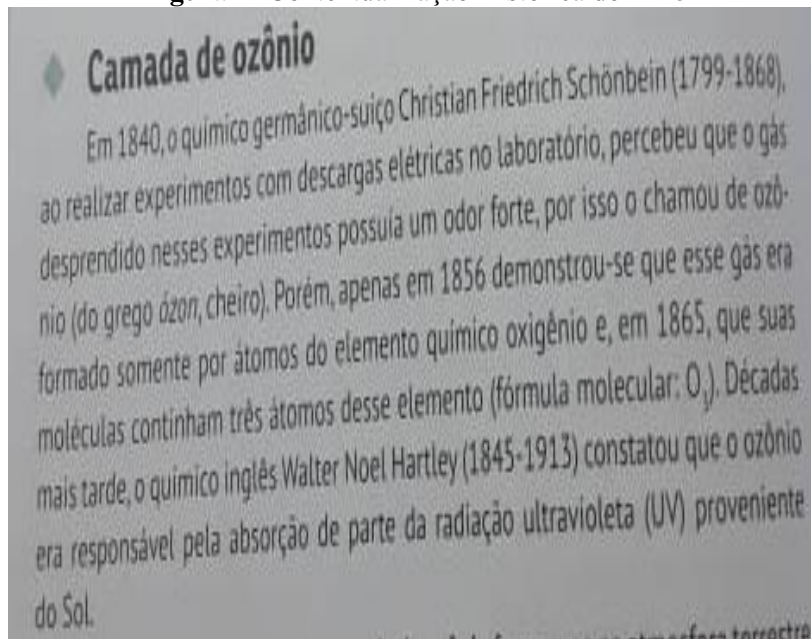 Camada de ozônio
Em 1840, o químico germânico-suiço Christian Friedrich Schönbein (1799-1868),
ao realizar experimentos com descargas elétricas no laboratório, percebeu que o gás
desprendido nesses experimentos possuía um odor forte, por isso o chamou de ozô-
nio (do grego ózon, cheiro). Porém, apenas em 1856 demonstrou-se que esse gás era
formado somente por átomos do elemento químico oxigênio e, em 1865, que suas
moléculas continham três átomos desse elemento (fórmula molecular: O₃). Décadas
mais tarde, o químico inglês Walter Noel Hartley (1845-1913) constatou que o ozônio
era responsável pela absorção de parte da radiação ultravioleta (UV) proveniente
do Sol.
atmosfera terrestre